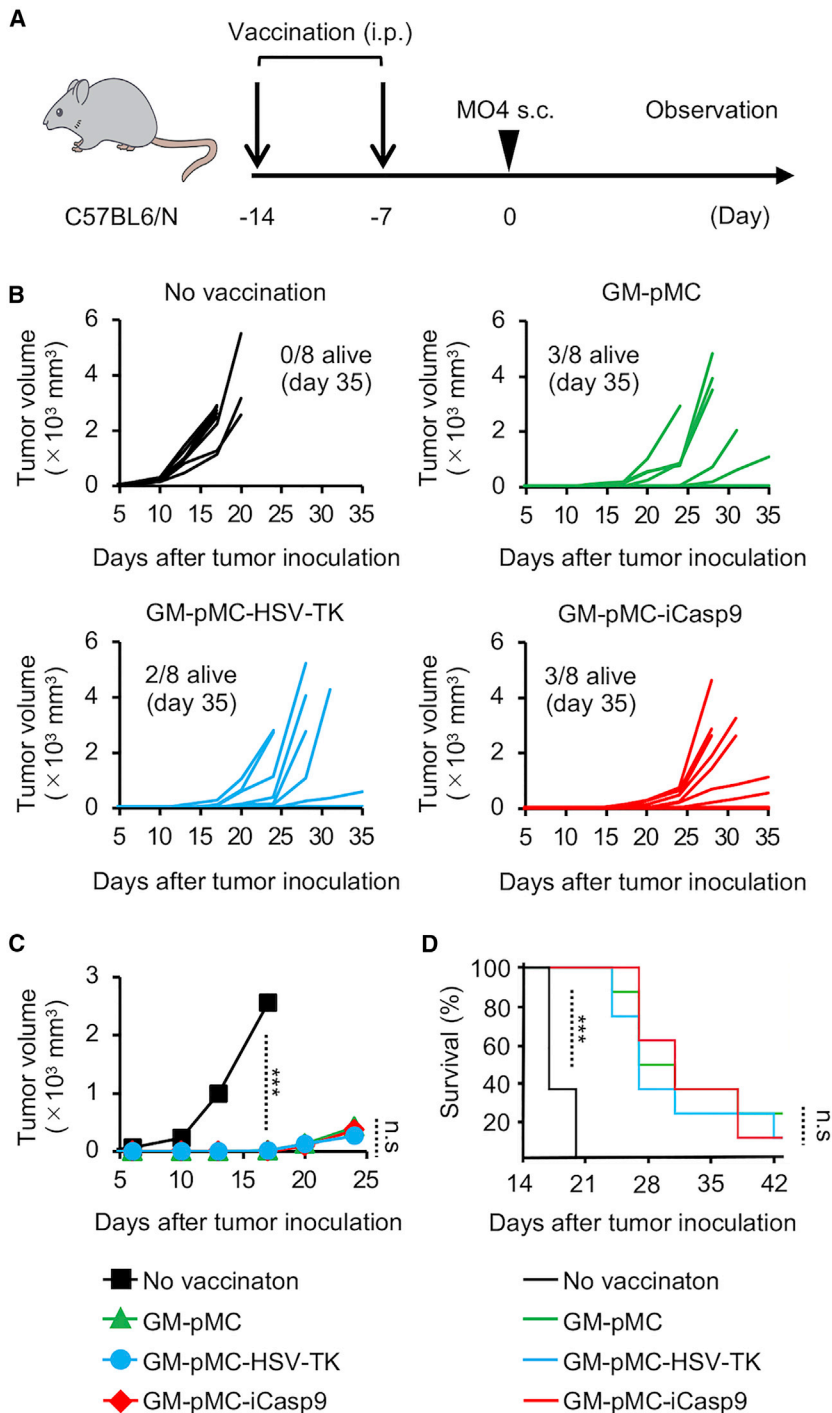 A
Vaccination (i.p.)
MO4 s.c.
Observation
C57BL6/N
-14
-7
0
(Day)
B
No vaccination
Tumor volume
(×10³ mm³)
6
4
2
0
0/8 alive
(day 35)
5 10 15 20 25 30 35
Days after tumor inoculation
GM-pMC
Tumor volume
(×10³ mm³)
6
4
2
0
3/8 alive
(day 35)
5 10 15 20 25 30 35
Days after tumor inoculation
GM-pMC-HSV-TK
Tumor volume
(×10³ mm³)
6
4
2
0
2/8 alive
(day 35)
5 10 15 20 25 30 35
Days after tumor inoculation
GM-pMC-iCasp9
Tumor volume
(×10³ mm³)
6
4
2
0
3/8 alive
(day 35)
5 10 15 20 25 30 35
Days after tumor inoculation
C
Tumor volume
(×10³ mm³)
3
2
1
0
***
n.s
5 10 15 20 25
Days after tumor inoculation
No vaccinaton
GM-pMC
GM-pMC-HSV-TK
GM-pMC-iCasp9
D
Survival (%)
100
80
60
40
20
***
n.s
14 21 28 35 42
Days after tumor inoculation
No vaccinaton
GM-pMC
GM-pMC-HSV-TK
GM-pMC-iCasp9